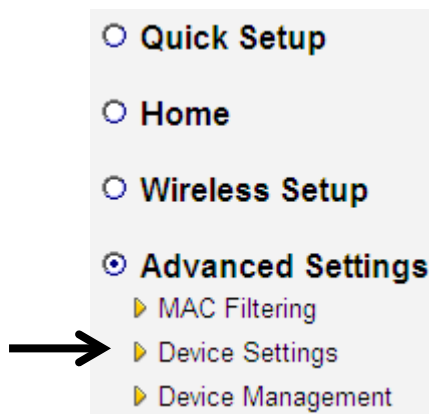 Quick Setup
Home
Wireless Setup
Advanced Settings
MAC Filtering
Device Settings
Device Management